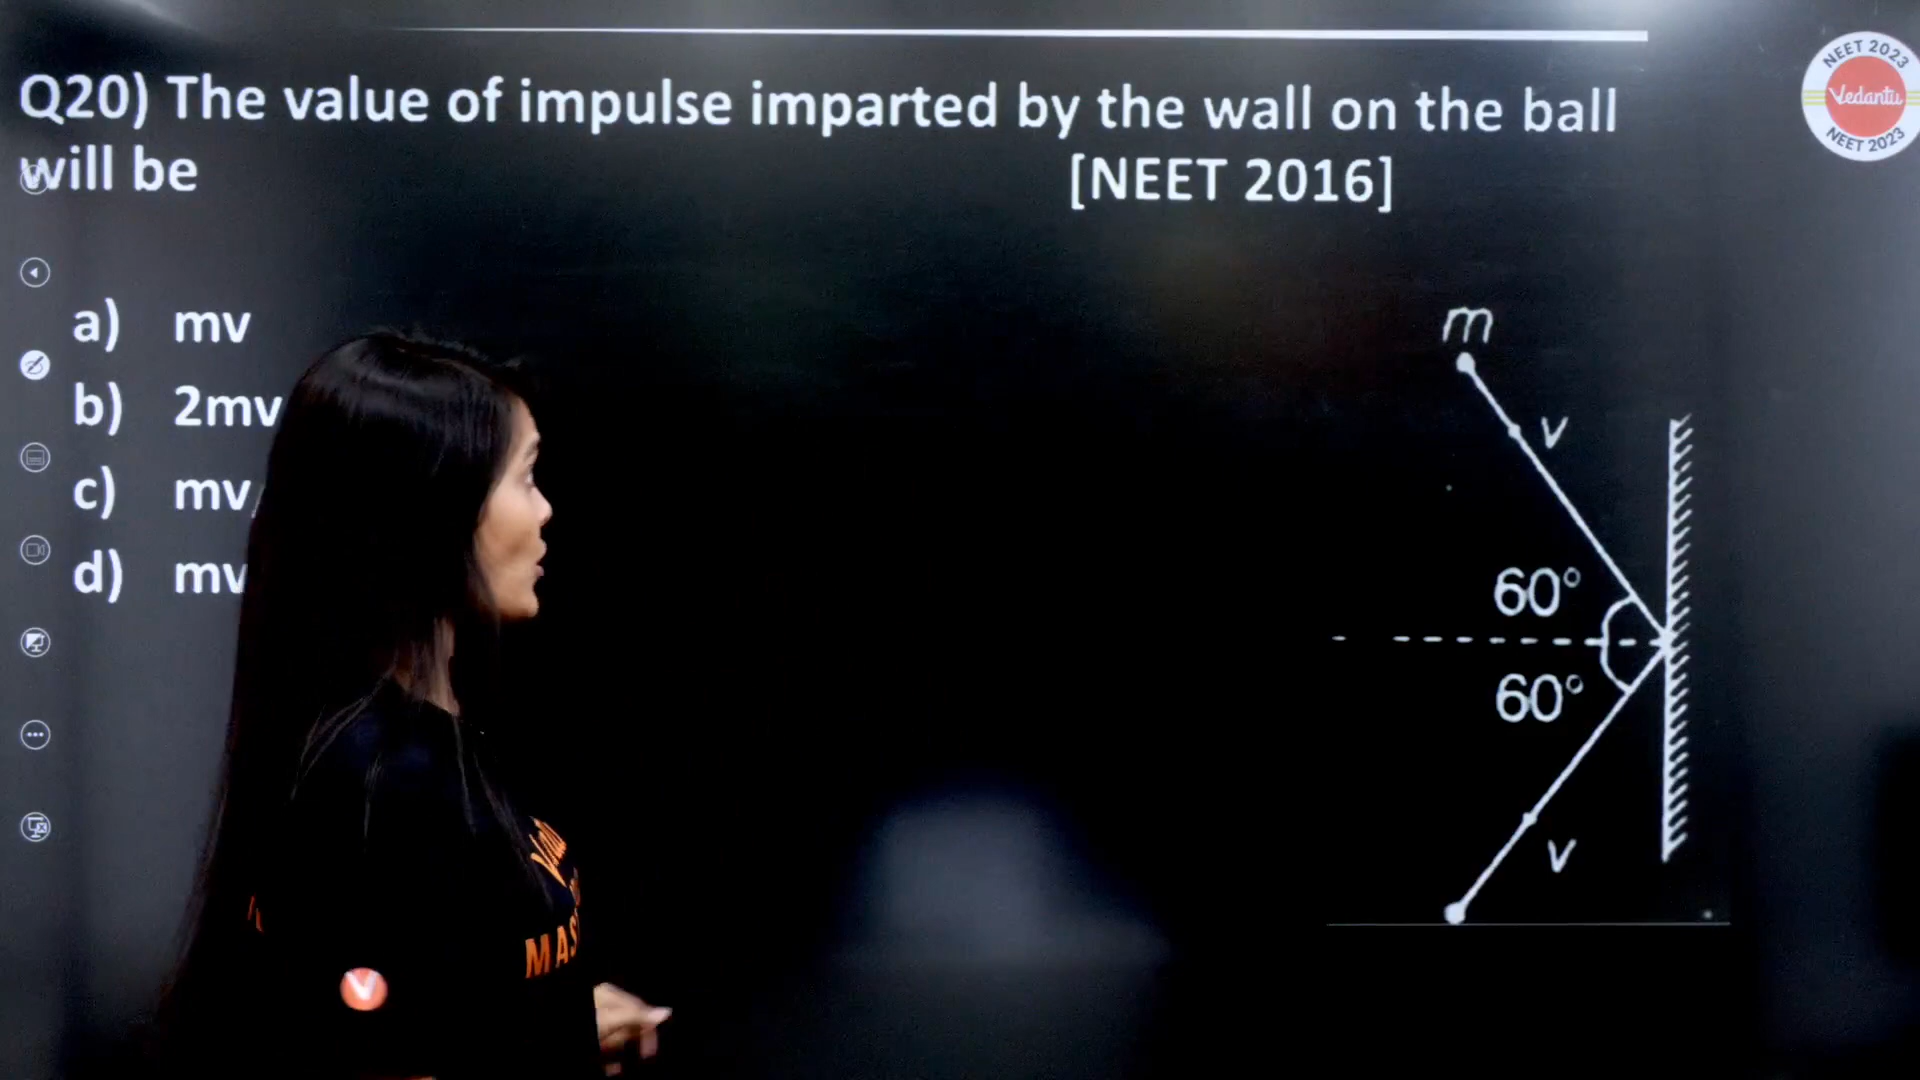 Q20) The value of impulse imparted by the wall on the ball
will be [NEET 2016]
a) mv
b) 2mv
c) mv
d) mv
m
v
60°
60°
v
NEET 2023
Vedantu
NEET 2023
V